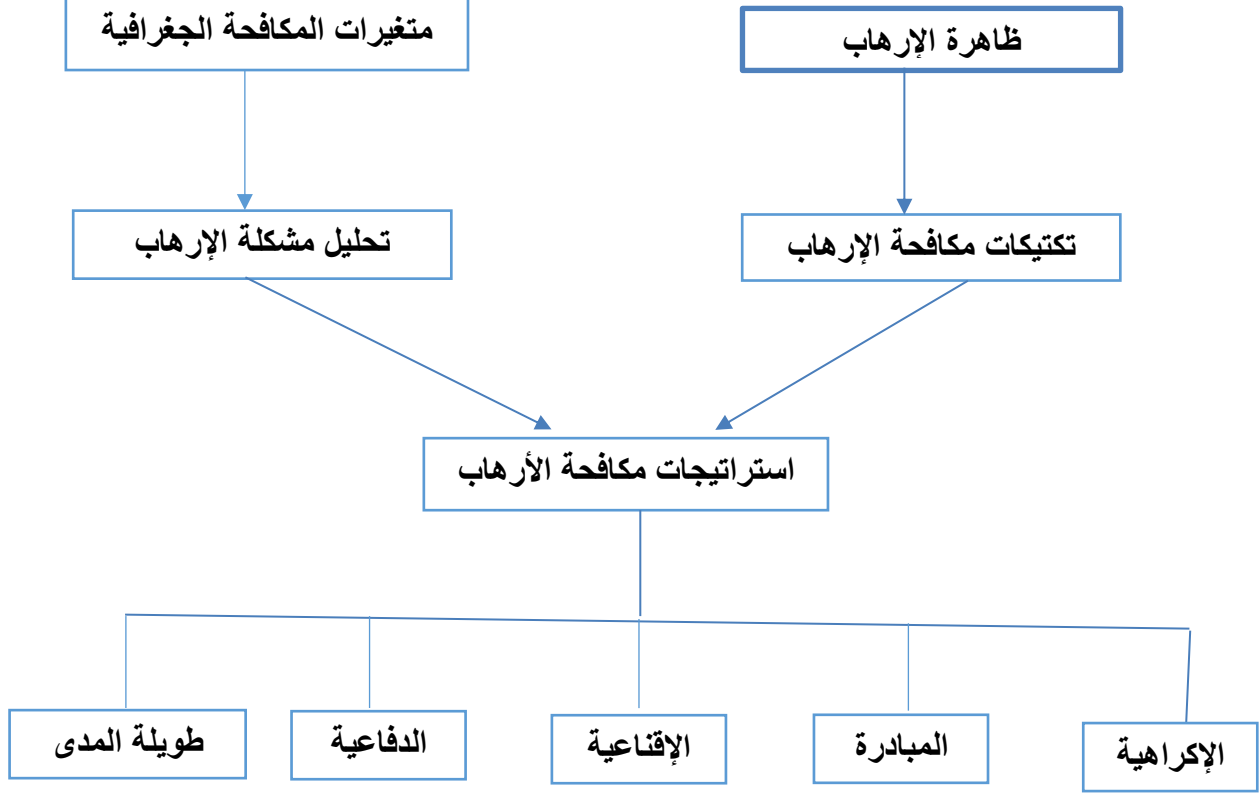 ظاهرة الإرهاب
متغيرات المكافحة الجغرافية
تكتيكات مكافحة الإرهاب
تحليل مشكلة الإرهاب
استراتيجات مكافحة الأرهاب
الإكراهية
المبادرة
الإقناعية
الدفاعية
طويلة المدى